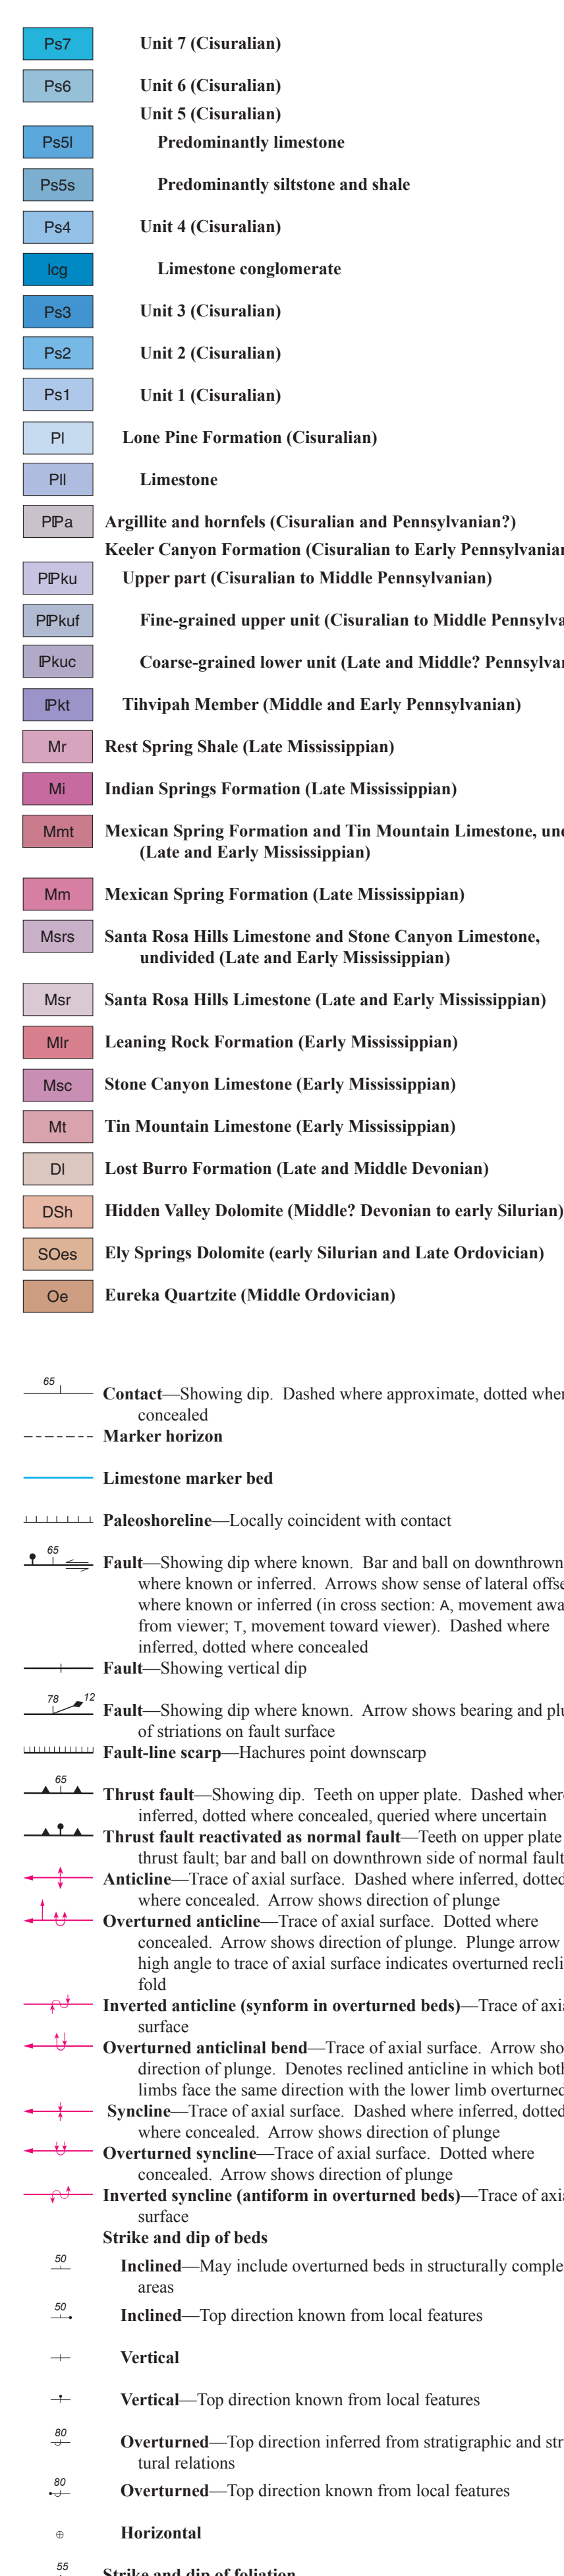 Ps7 Unit 7 (Cisuralian)
Ps6 Unit 6 (Cisuralian)
Unit 5 (Cisuralian)
Ps5l Predominantly limestone
Ps5s Predominantly siltstone and shale
Ps4 Unit 4 (Cisuralian)
lcg Limestone conglomerate
Ps3 Unit 3 (Cisuralian)
Ps2 Unit 2 (Cisuralian)
Ps1 Unit 1 (Cisuralian)
Pl Lone Pine Formation (Cisuralian)
Pll Limestone
PIPa Argillite and hornfels (Cisuralian and Pennsylvanian?)
Keeler Canyon Formation (Cisuralian to Early Pennsylvanian
PIPku Upper part (Cisuralian to Middle Pennsylvanian)
PIPkuf Fine-grained upper unit (Cisuralian to Middle Pennsylva
IPkuc Coarse-grained lower unit (Late and Middle? Pennsylvan
IPkt Tihvipah Member (Middle and Early Pennsylvanian)
Mr Rest Spring Shale (Late Mississippian)
Mi Indian Springs Formation (Late Mississippian)
Mmt Mexican Spring Formation and Tin Mountain Limestone, und
(Late and Early Mississippian)
Mm Mexican Spring Formation (Late Mississippian)
Msrs Santa Rosa Hills Limestone and Stone Canyon Limestone,
undivided (Late and Early Mississippian)
Msr Santa Rosa Hills Limestone (Late and Early Mississippian)
Mlr Leaning Rock Formation (Early Mississippian)
Msc Stone Canyon Limestone (Early Mississippian)
Mt Tin Mountain Limestone (Early Mississippian)
Dl Lost Burro Formation (Late and Middle Devonian)
DSh Hidden Valley Dolomite (Middle? Devonian to early Silurian)
SOes Ely Springs Dolomite (early Silurian and Late Ordovician)
Oe Eureka Quartzite (Middle Ordovician)
65
Contact—Showing dip. Dashed where approximate, dotted wher
concealed
Marker horizon
Limestone marker bed
Paleoshoreline—Locally coincident with contact
65
Fault—Showing dip where known. Bar and ball on downthrown
where known or inferred. Arrows show sense of lateral offse
where known or inferred (in cross section: A, movement awa
from viewer; T, movement toward viewer). Dashed where
inferred, dotted where concealed
Fault—Showing vertical dip
78 12
Fault—Showing dip where known. Arrow shows bearing and plu
of striations on fault surface
Fault-line scarp—Hachures point downscarp
65
Thrust fault—Showing dip. Teeth on upper plate. Dashed where
inferred, dotted where concealed, queried where uncertain
Thrust fault reactivated as normal fault—Teeth on upper plate
thrust fault; bar and ball on downthrown side of normal fault
Anticline—Trace of axial surface. Dashed where inferred, dotted
where concealed. Arrow shows direction of plunge
Overturned anticline—Trace of axial surface. Dotted where
concealed. Arrow shows direction of plunge. Plunge arrow
high angle to trace of axial surface indicates overturned recli
fold
Inverted anticline (synform in overturned beds)—Trace of axia
surface
Overturned anticlinal bend—Trace of axial surface. Arrow sho
direction of plunge. Denotes reclined anticline in which both
limbs face the same direction with the lower limb overturned
Syncline—Trace of axial surface. Dashed where inferred, dotted
where concealed. Arrow shows direction of plunge
Overturned syncline—Trace of axial surface. Dotted where
concealed. Arrow shows direction of plunge
Inverted syncline (antiform in overturned beds)—Trace of axia
surface
Strike and dip of beds
50
Inclined—May include overturned beds in structurally comple
areas
50
Inclined—Top direction known from local features
Vertical
Vertical—Top direction known from local features
80
Overturned—Top direction inferred from stratigraphic and str
tural relations
80
Overturned—Top direction known from local features
Horizontal
55
Strike and dip of foliation